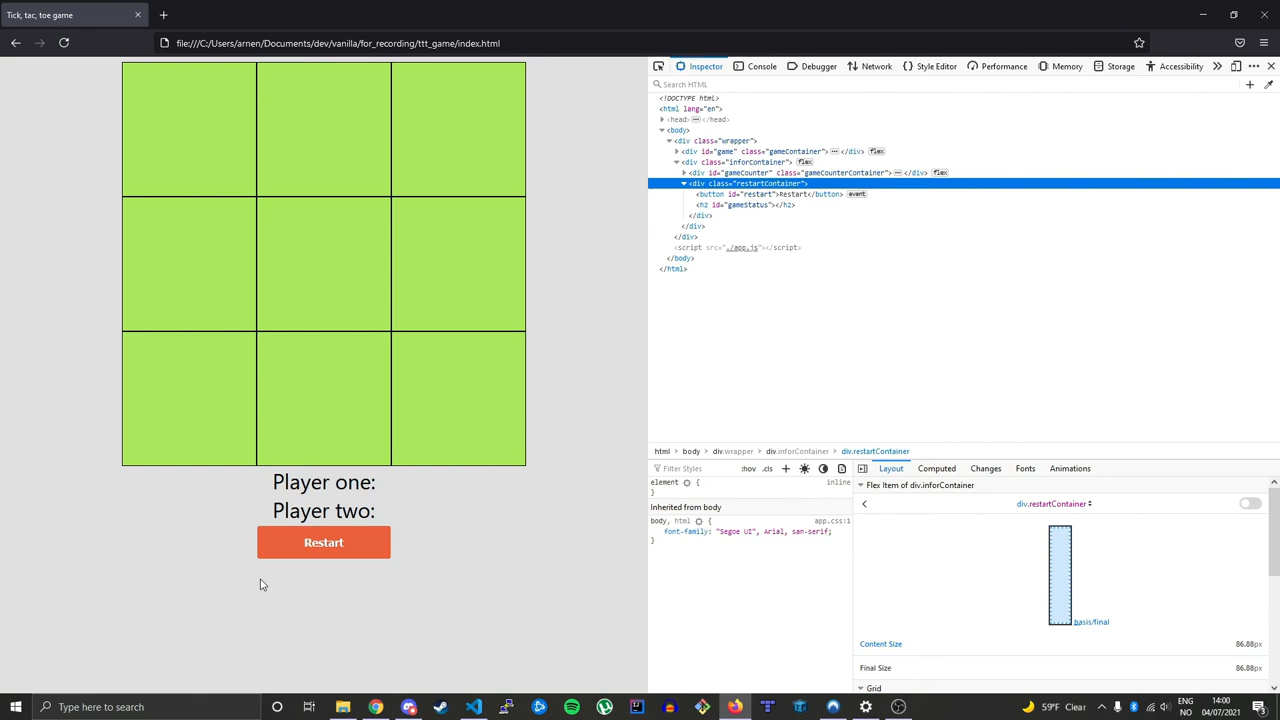 Tick, tac, toe game
file:///C:/Users/arnen/Documents/dev/vanilla/for_recording/ttt_game/index.html
Inspector Console Debugger Network Style Editor Performance Memory Storage Accessibility
Search HTML
<!DOCTYPE html>
<html lang="en">
<head> </head>
<body>
<div class="wrapper">
<div id="game" class="gameContainer"> </div> flex
<div class="inforContainer"> flex
<div id="gameCounter" class="gameCounterContainer"> </div> flex
<div class="restartContainer">
<button id="restart">Restart</button> event
<h2 id="gameStatus"></h2>
</div>
</div>
</div>
<script src="./app.js"></script>
</body>
</html>
Player one:
Player two:
Restart
html body div.wrapper div.inforContainer div.restartContainer
Filter Styles :hov .cls
element { inline
}
Inherited from body
body, html { app.css:1
font-family: "Segoe UI", Arial, san-serif;
}
Layout Computed Changes Fonts Animations
Flex Item of div.inforContainer
div.restartContainer
basis/final
Content Size 86.88px
Final Size 86.88px
Grid
Type here to search
59°F Clear
ENG
NO
14:00
04/07/2021